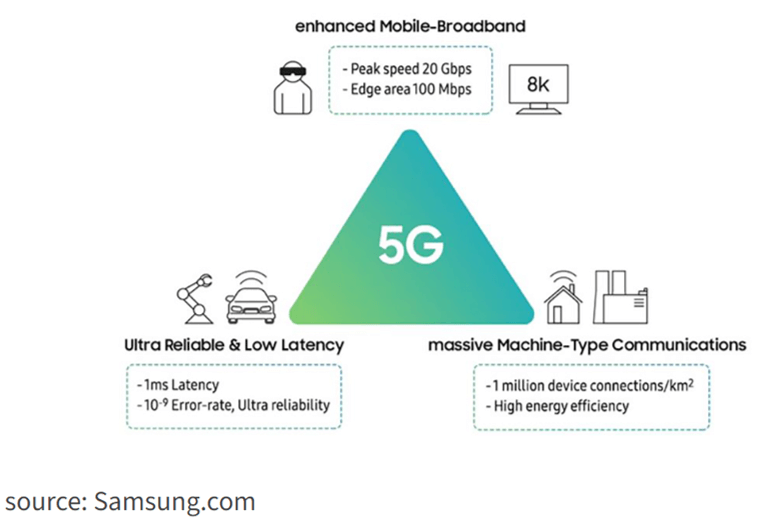 enhanced Mobile-Broadband
- Peak speed 20 Gbps
- Edge area 100 Mbps
8k
5G
Ultra Reliable & Low Latency
- 1ms Latency
- 10⁻⁹ Error-rate, Ultra reliability
massive Machine-Type Communications
- 1 million device connections/km²
- High energy efficiency
source: Samsung.com